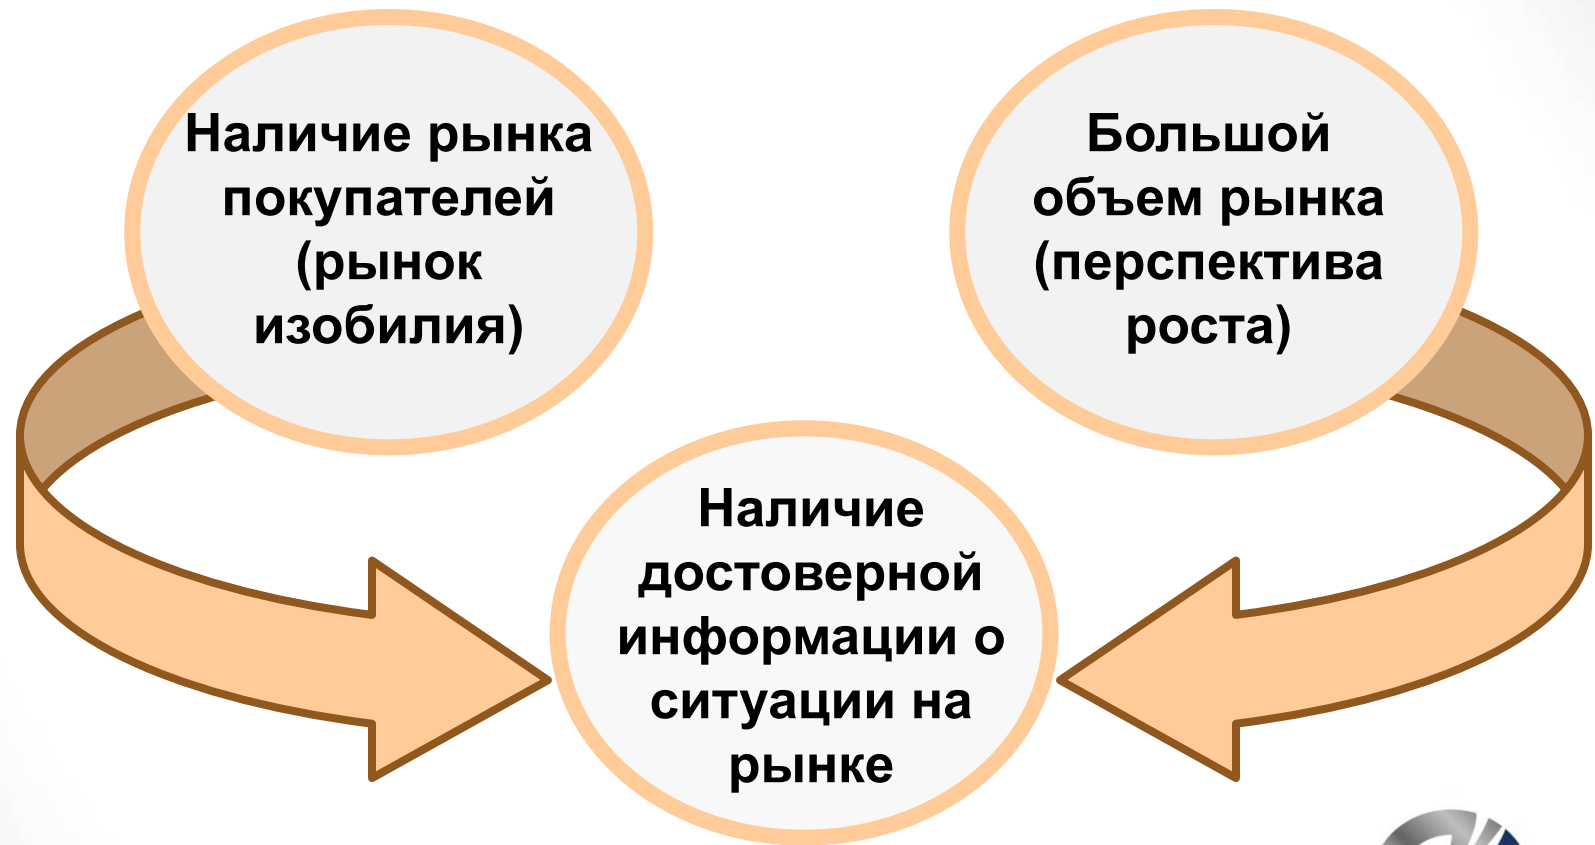 Наличие рынка
покупателей
(рынок
изобилия)
Большой
объем рынка
(перспектива
роста)
Наличие
достоверной
информации о
ситуации на
рынке